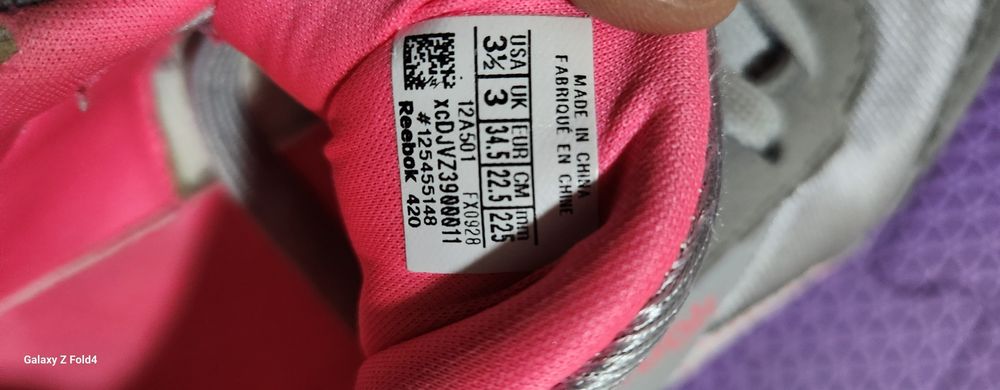 MADE IN CHINA
FABRIQUÉ EN CHINE
USA UK EUR CM mm
3½ 3 34.5 22.5 225
12A501 FX0928
xcDJVZ3900011
#125455148
Reebok 420
Galaxy Z Fold4